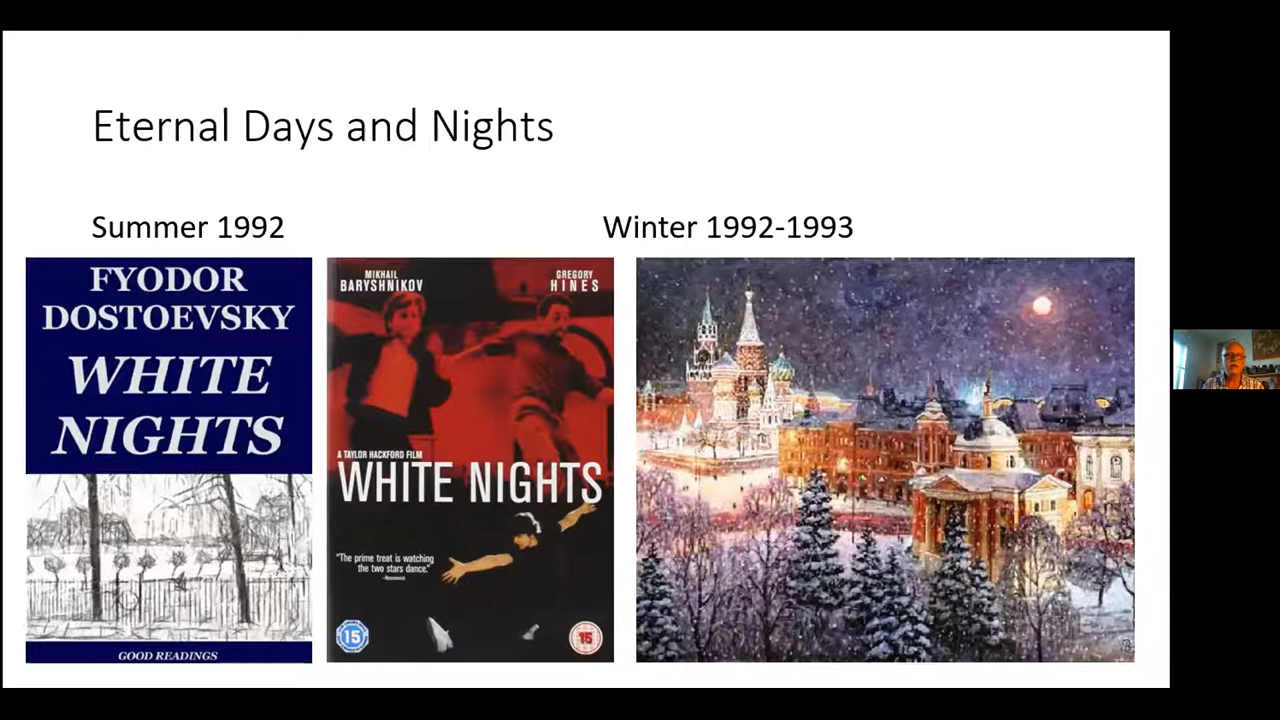 Eternal Days and Nights
Summer 1992
Winter 1992-1993
FYODOR
DOSTOEVSKY
WHITE
NIGHTS
GOOD READINGS
MIKHAIL
BARYSHNIKOV
GREGORY
HINES
A TAYLOR HACKFORD FILM
WHITE NIGHTS
"The prime treat is watching
the two stars dance."
–Newsweek
15
15